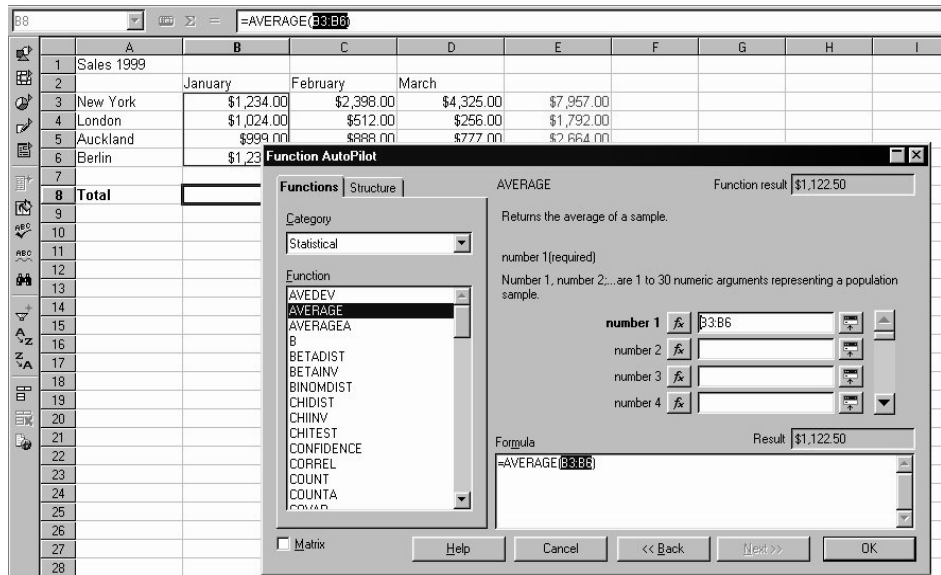 B8 Σ = =AVERAGE(B3:B6)
A B C D E F G H I
1 Sales 1999
2 January February March
3 New York $1,234.00 $2,398.00 $4,325.00 $7,957.00
4 London $1,024.00 $512.00 $256.00 $1,792.00
5 Auckland $999.00 $888.00 $777.00 $2,664.00
6 Berlin $1,23
7
8 Total
9
10
11
12
13
14
15
16
17
18
19
20
21
22
23
24
25
26
27
28
Function AutoPilot
Functions Structure
AVERAGE Function result $1,122.50
Category
Statistical
Function
AVEDEV
AVERAGE
AVERAGEA
B
BETADIST
BETAINV
BINOMDIST
CHIDIST
CHIINV
CHITEST
CONFIDENCE
CORREL
COUNT
COUNTA
COVAR
Matrix
Returns the average of a sample.
number 1(required)
Number 1, number 2;...are 1 to 30 numeric arguments representing a population
sample.
number 1 fx B3:B6
number 2 fx
number 3 fx
number 4 fx
Formula Result $1,122.50
=AVERAGE(B3:B6)
Help Cancel << Back Next >> OK